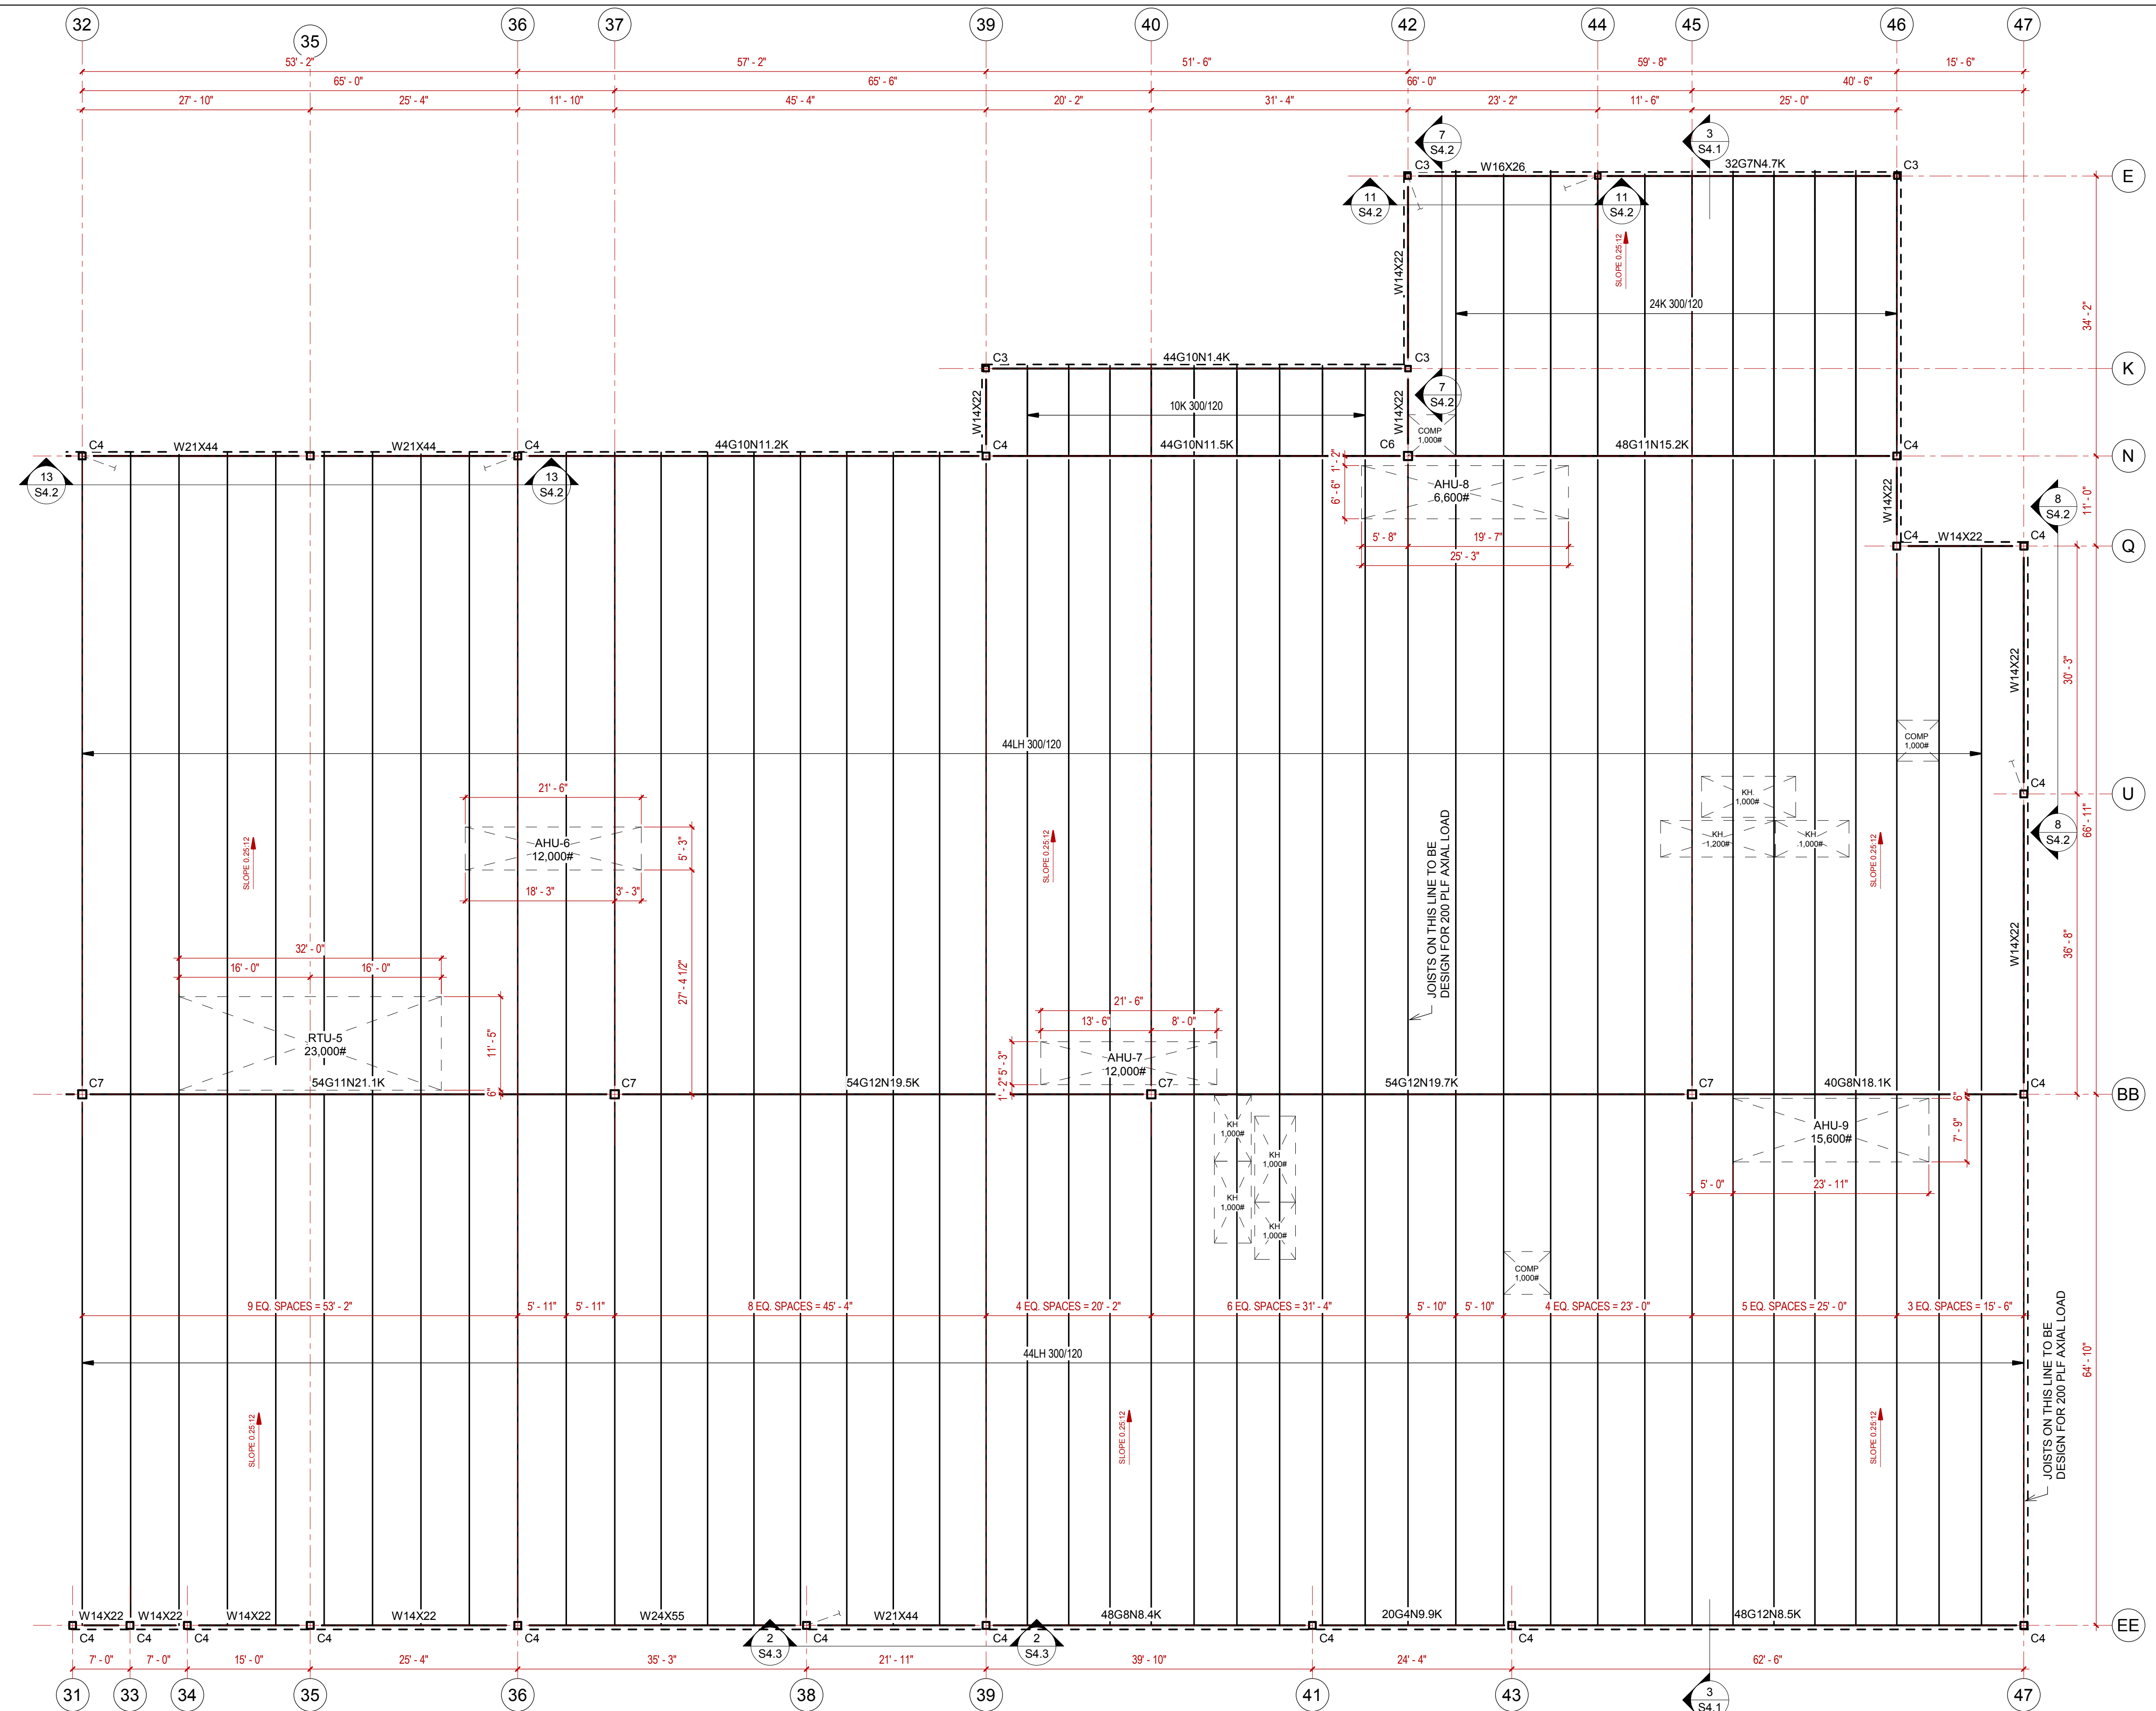 32
35
36
37
39
40
42
44
45
46
47
53' - 2"
57' - 2"
51' - 6"
59' - 8"
15' - 6"
65' - 0"
65' - 6"
66' - 0"
40' - 6"
27' - 10"
25' - 4"
11' - 10"
45' - 4"
20' - 2"
31' - 4"
23' - 2"
11' - 6"
25' - 0"
7
S4.2
3
S4.1
C3
W16X26
32G7N4.7K
C3
E
11
S4.2
11
S4.2
SLOPE 0.25:12
W14X22
24K 300/120
34' - 2"
C3
44G10N1.4K
C3
K
7
S4.2
W14X22
10K 300/120
W14X22
COMP
1,000#
C4
W21X44
W21X44
C4
44G10N11.2K
C4
44G10N11.5K
C6
48G11N15.2K
C4
N
13
S4.2
13
S4.2
1' - 2"
6' - 6"
AHU-8
6,600#
W14X22
8
S4.2
11' - 0"
5' - 8"
19' - 7"
25' - 3"
C4
W14X22
C4
Q
W14X22
30' - 3"
44LH 300/120
COMP
1,000#
21' - 6"
KH
1,000#
C4
U
66' - 11"
AHU-6
12,000#
5' - 3"
KH
1,200#
KH
1,000#
8
S4.2
SLOPE 0.25:12
SLOPE 0.25:12
SLOPE 0.25:12
18' - 3"
3' - 3"
JOISTS ON THIS LINE TO BE
DESIGN FOR 200 PLF AXIAL LOAD
W14X22
36' - 8"
32' - 0"
16' - 0"
16' - 0"
27' - 4 1/2"
21' - 6"
13' - 6"
8' - 0"
RTU-5
23,000#
11' - 5"
5' - 3"
AHU-7
12,000#
C7
54G11N21.1K
6"
C7
54G12N19.5K
1' - 2"
C7
54G12N19.7K
C7
40G8N18.1K
C4
BB
6"
KH
1,000#
AHU-9
15,600#
7' - 9"
KH
1,000#
5' - 0"
23' - 11"
KH
1,000#
KH
1,000#
COMP
1,000#
9 EQ. SPACES = 53' - 2"
5' - 11"
5' - 11"
8 EQ. SPACES = 45' - 4"
4 EQ. SPACES = 20' - 2"
6 EQ. SPACES = 31' - 4"
5' - 10"
5' - 10"
4 EQ. SPACES = 23' - 0"
5 EQ. SPACES = 25' - 0"
3 EQ. SPACES = 15' - 6"
44LH 300/120
64' - 10"
JOISTS ON THIS LINE TO BE
DESIGN FOR 200 PLF AXIAL LOAD
SLOPE 0.25:12
SLOPE 0.25:12
SLOPE 0.25:12
W14X22
W14X22
W14X22
W14X22
W24X55
W21X44
48G8N8.4K
20G4N9.9K
48G12N8.5K
EE
C4
C4
C4
C4
C4
C4
C4
C4
C4
C4
2
S4.3
2
S4.3
7' - 0"
7' - 0"
15' - 0"
25' - 4"
35' - 3"
21' - 11"
39' - 10"
24' - 4"
62' - 6"
31
33
34
35
36
38
39
41
43
3
S4.1
47